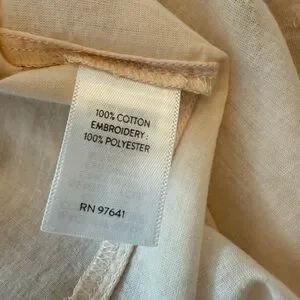 100% COTTON
EMBROIDERY:
100% POLYESTER
RN 97641